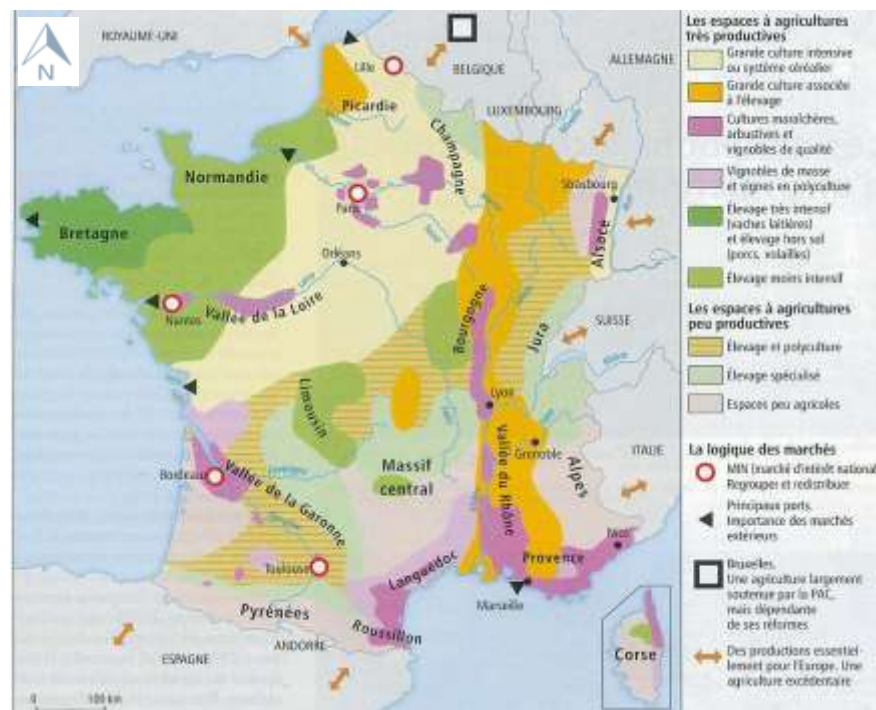 N
ROYAUME-UNI
BELGIQUE
ALLEMAGNE
LUXEMBOURG
Lille
Picardie
Champagne
Normandie
Paris
Strasbourg
Alsace
Bretagne
Orléans
Nantes
Vallée de la Loire
Bourgogne
Jura
SUISSE
Limousin
Lyon
Massif
central
Vallée du Rhône
Grenoble
Alpes
ITALIE
Bordeaux
Vallée de la Garonne
Toulouse
Languedoc
Provence
Nice
Marseille
Pyrénées
Roussillon
ANDORRE
ESPAGNE
Corse
0 100 km
Les espaces à agricultures
très productives
Grande culture intensive
ou système céréalier
Grande culture associée
à l'élevage
Cultures maraîchères,
arbustives et
vignobles de qualité
Vignobles de masse
et vignes en polyculture
Élevage très intensif
(vaches laitières)
et élevage hors sol
(porcs, volailles)
Élevage moins intensif
Les espaces à agricultures
peu productives
Élevage et polyculture
Élevage spécialisé
Espaces peu agricoles
La logique des marchés
MIN (marché d'intérêt national
Regrouper et redistribuer
Principaux ports.
Importance des marchés
extérieurs
Bruxelles.
Une agriculture largement
soutenue par la PAC,
mais dépendante
de ses réformes
Des productions essentiel-
lement pour l'Europe. Une
agriculture excédentaire